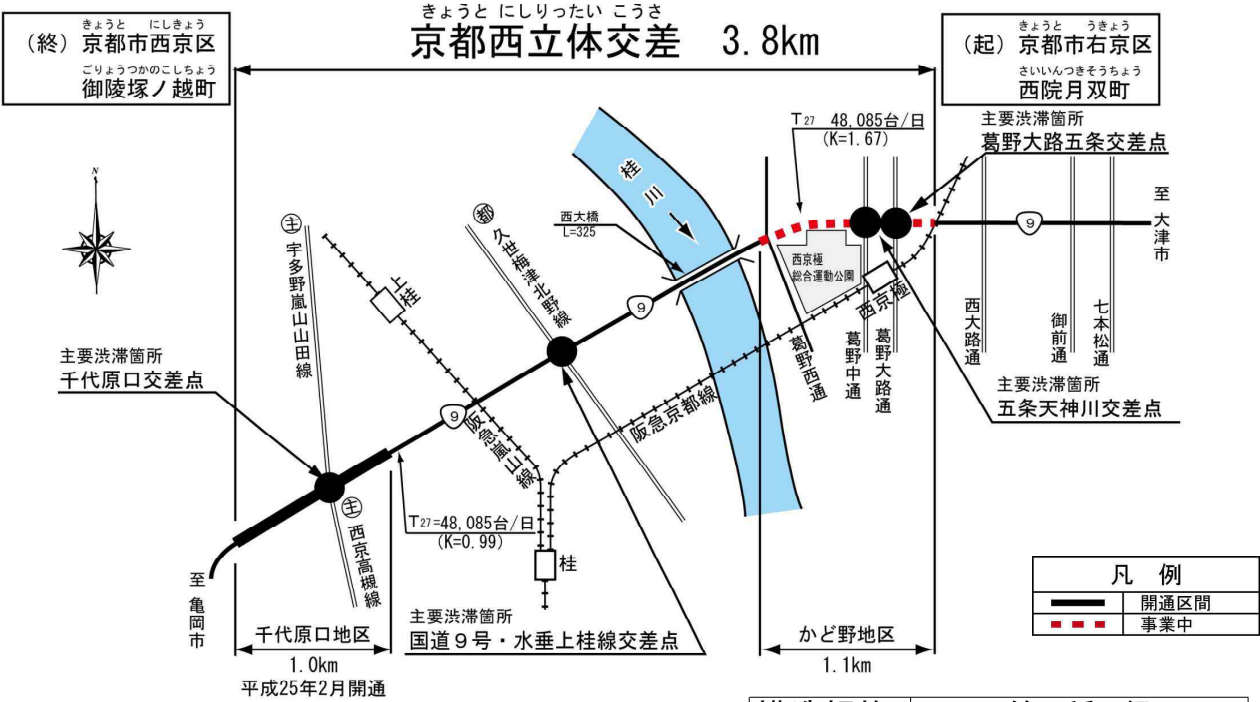 きょうと にしりったい こうさ
京都西立体交差 3.8km
きょうと にしきょう
(終) 京都市西京区
ごりょうつかのこしちょう
御陵塚ノ越町
きょうと うきょう
(起) 京都市右京区
さいいんつきそうちょう
西院月双町
T27 48,085台/日
(K=1.67)
主要渋滞箇所
葛野大路五条交差点
N
桂川
西大橋
L=325
西京極
総合運動公園
西京極
9
至 大津市
主 宇多野嵐山山田線
上桂
都 久世梅津北野線
9
西大路通
御前通
七本松通
葛野西通
葛野中通
葛野大路通
主要渋滞箇所
千代原口交差点
主要渋滞箇所
五条天神川交差点
9
阪急嵐山線
阪急京都線
主 西京高槻線
T27=48,085台/日
(K=0.99)
桂
至 亀岡市
主要渋滞箇所
国道9号・水垂上桂線交差点
千代原口地区
1.0km
平成25年2月開通
かど野地区
1.1km
凡 例
開通区間
事業中